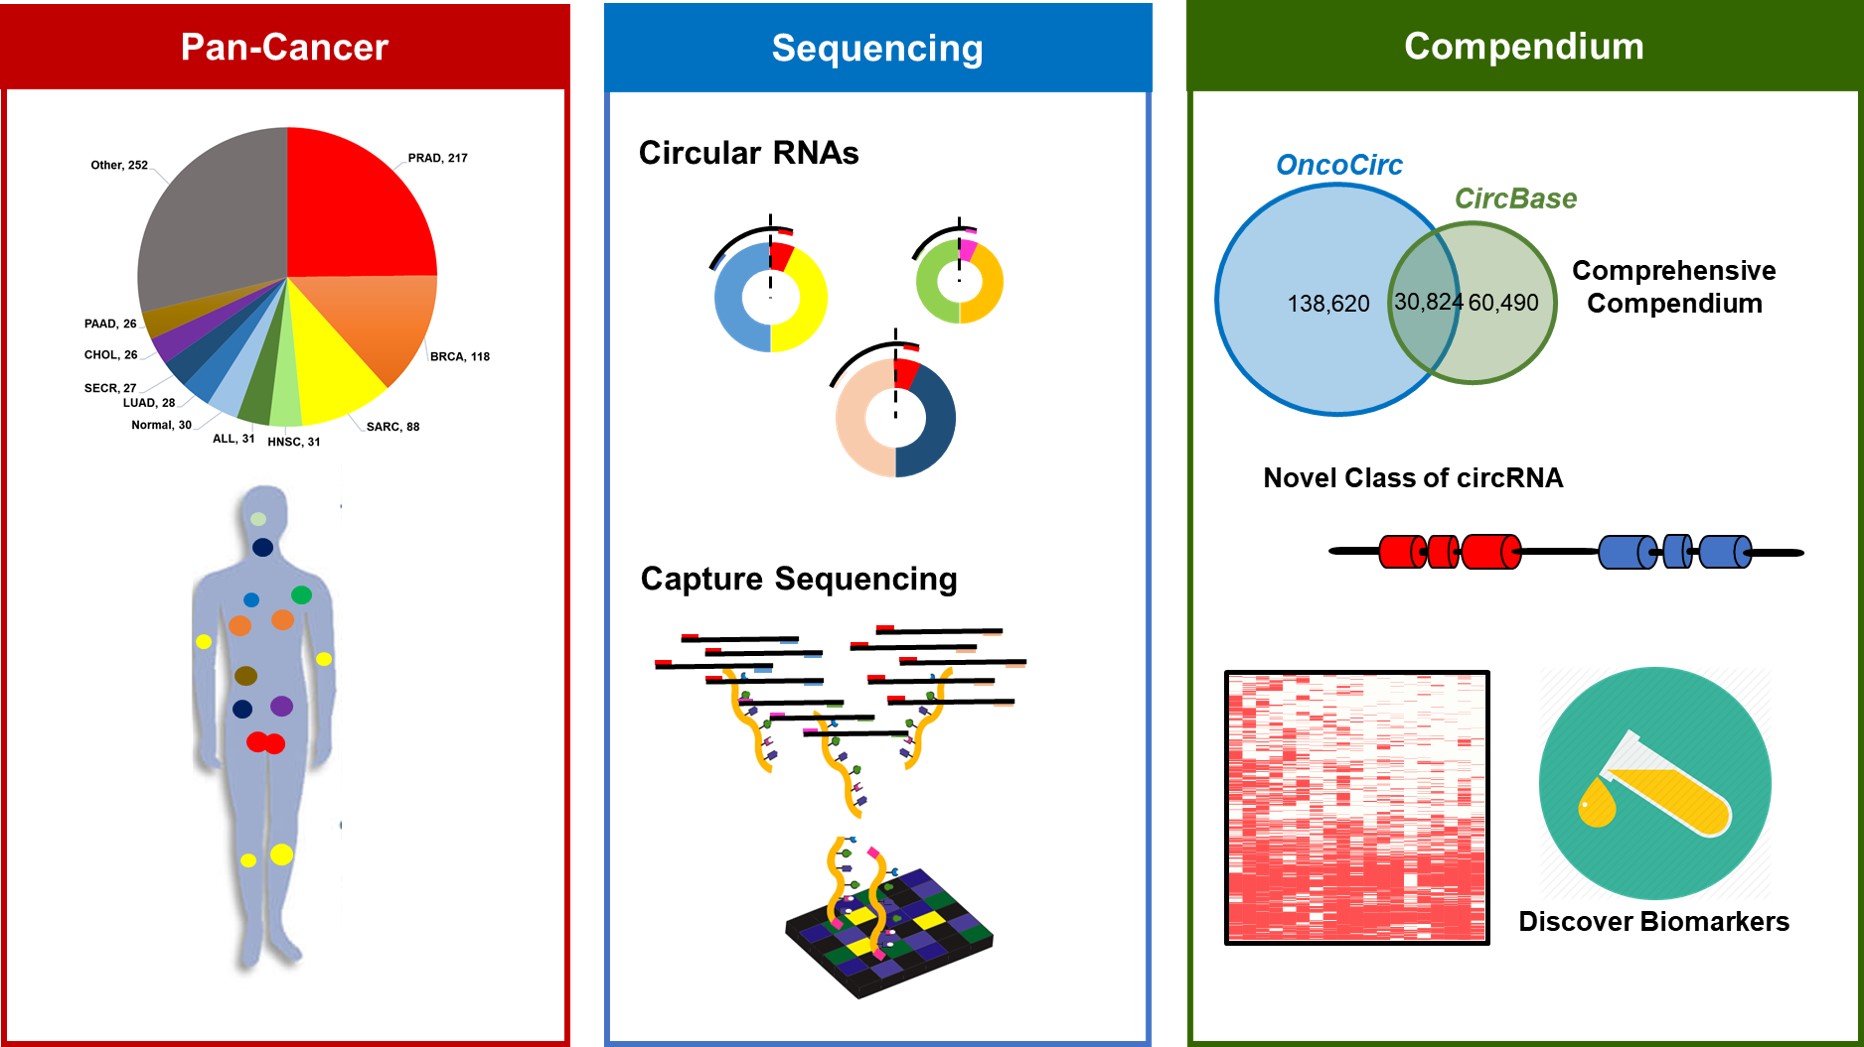 Pan-Cancer
Other, 252
PRAD, 217
PAAD, 26
CHOL, 26
SECR, 27
LUAD, 28
Normal, 30
ALL, 31
HNSC, 31
SARC, 88
BRCA, 118
Sequencing
Circular RNAs
Capture Sequencing
Compendium
OncoCirc
CircBase
138,620
30,824
60,490
Comprehensive
Compendium
Novel Class of circRNA
Discover Biomarkers